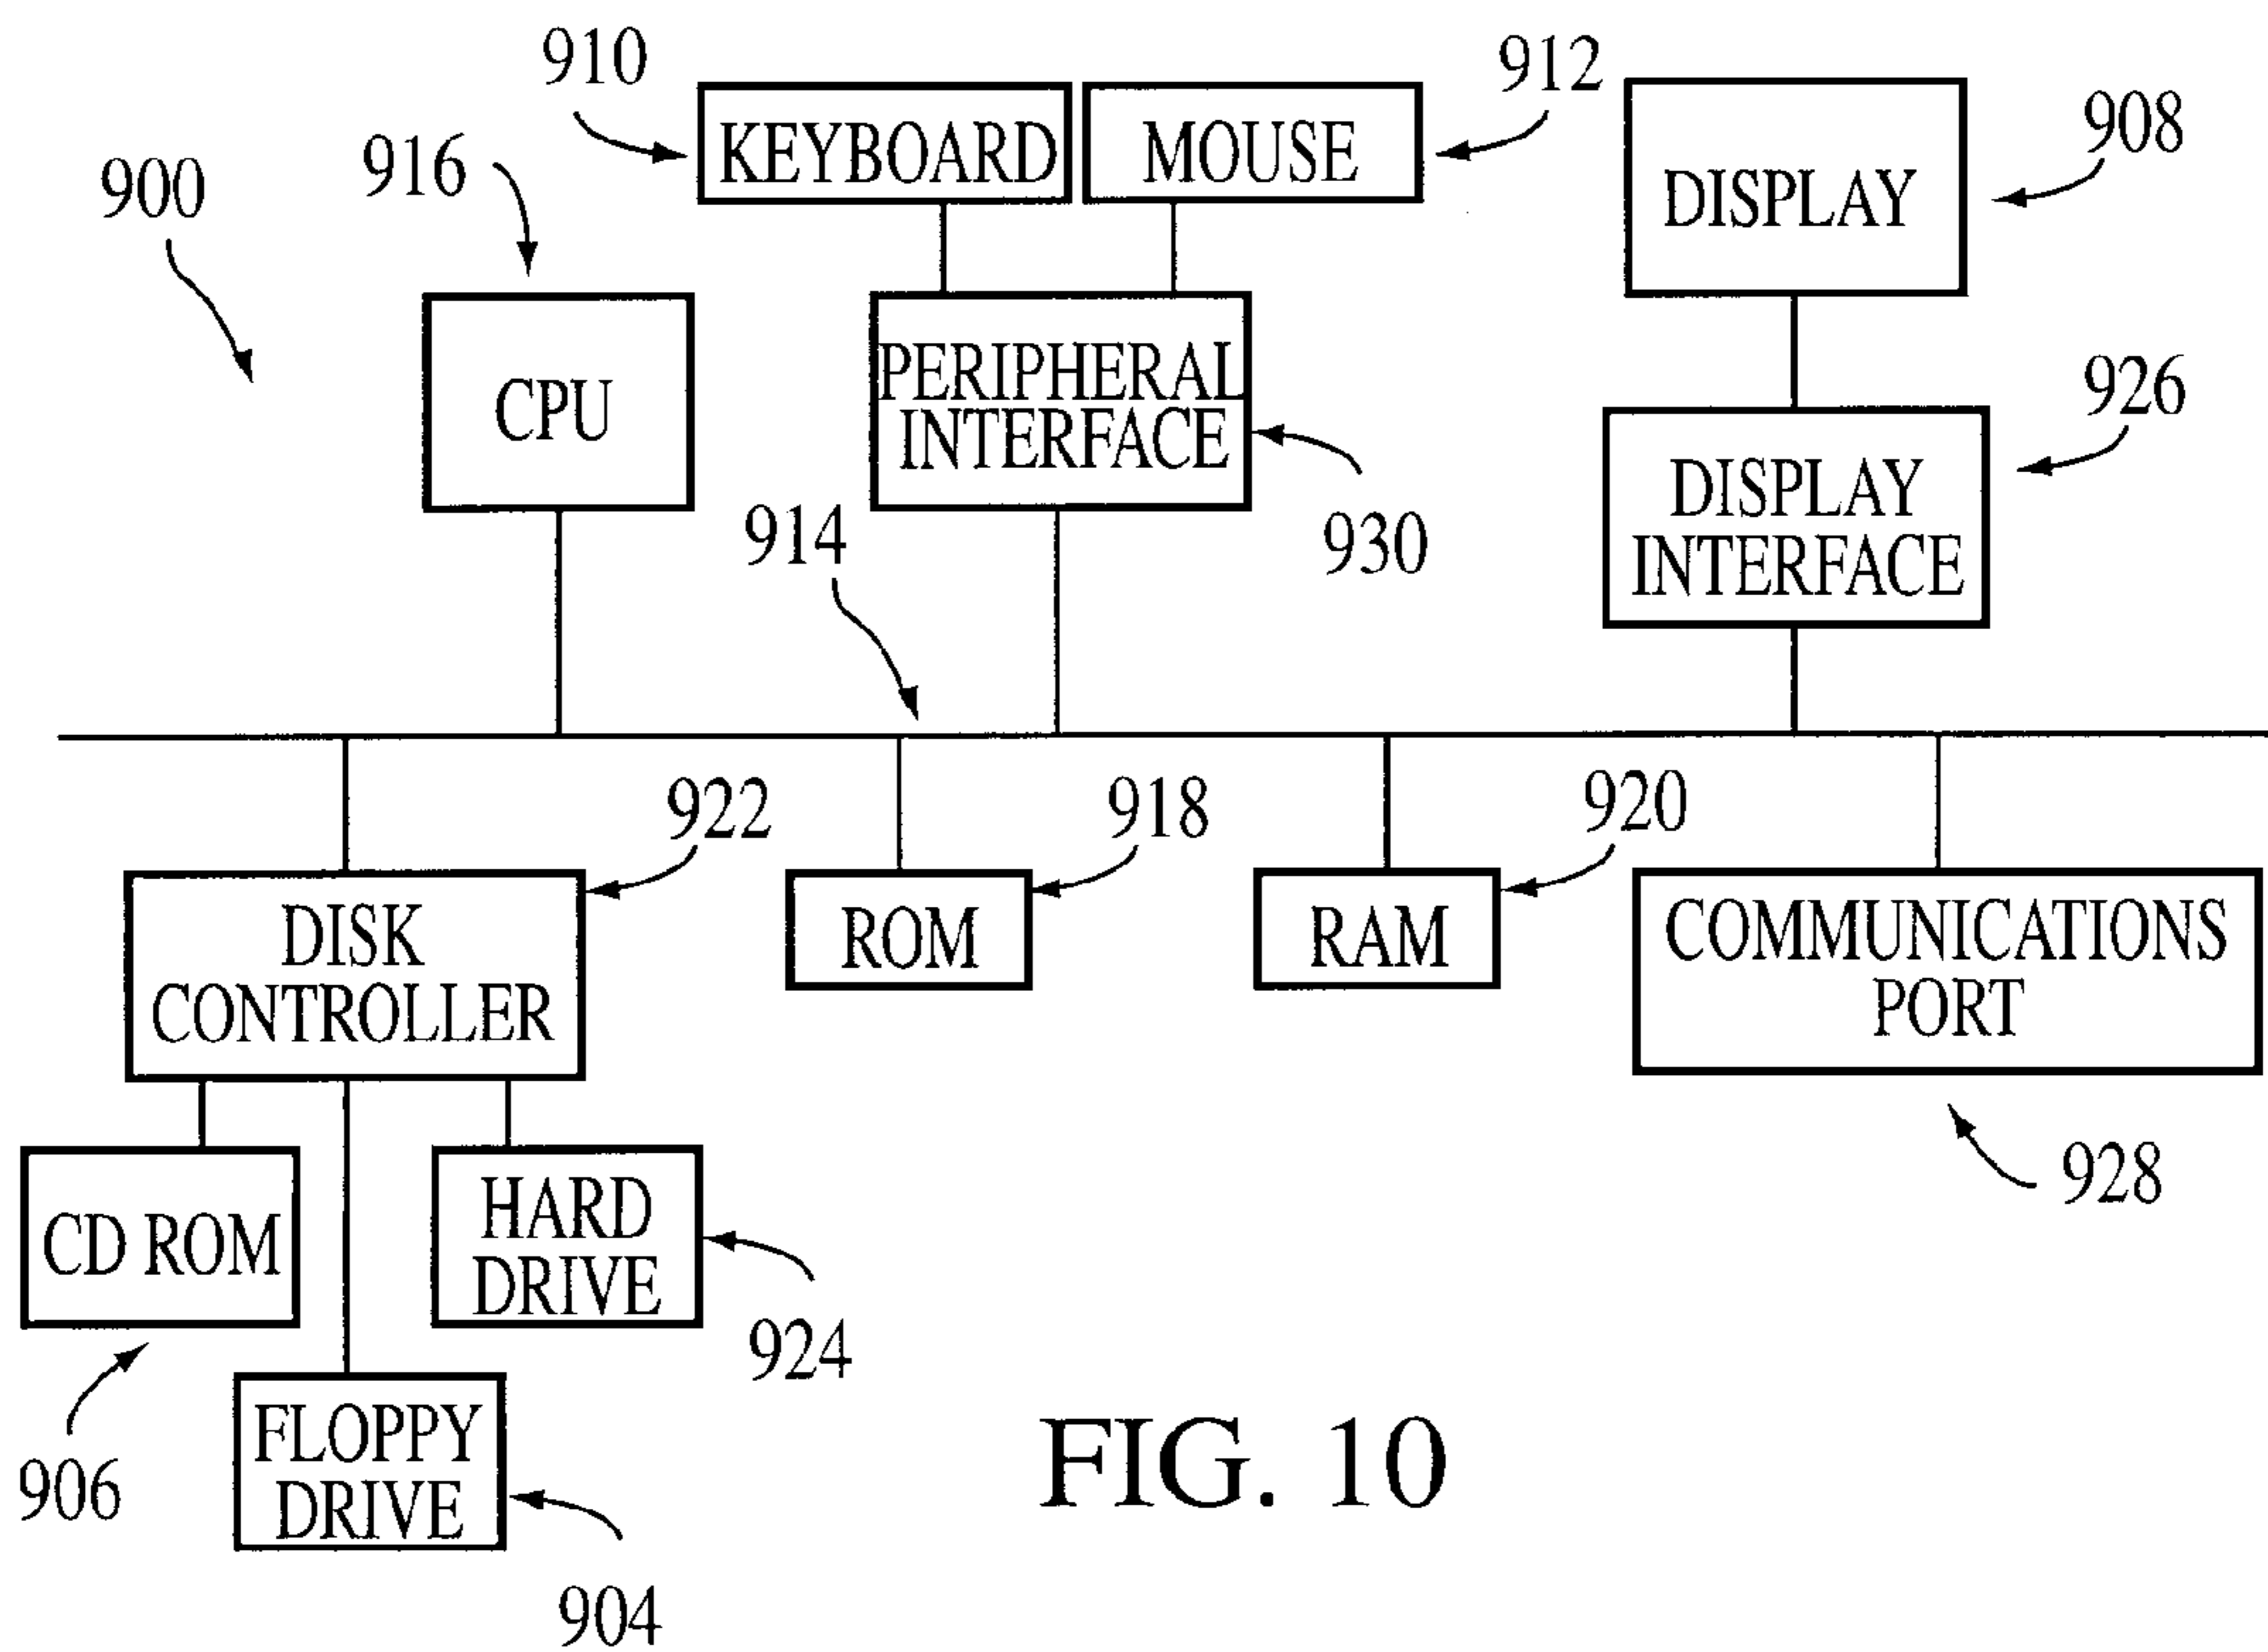 910
912
KEYBOARD
MOUSE
908
916
900
DISPLAY
PERIPHERAL
INTERFACE
CPU
926
DISPLAY
INTERFACE
914
930
922
918
920
DISK
CONTROLLER
ROM
RAM
COMMUNICATIONS
PORT
928
CD ROM
HARD
DRIVE
924
906
FLOPPY
DRIVE
904
FIG. 10